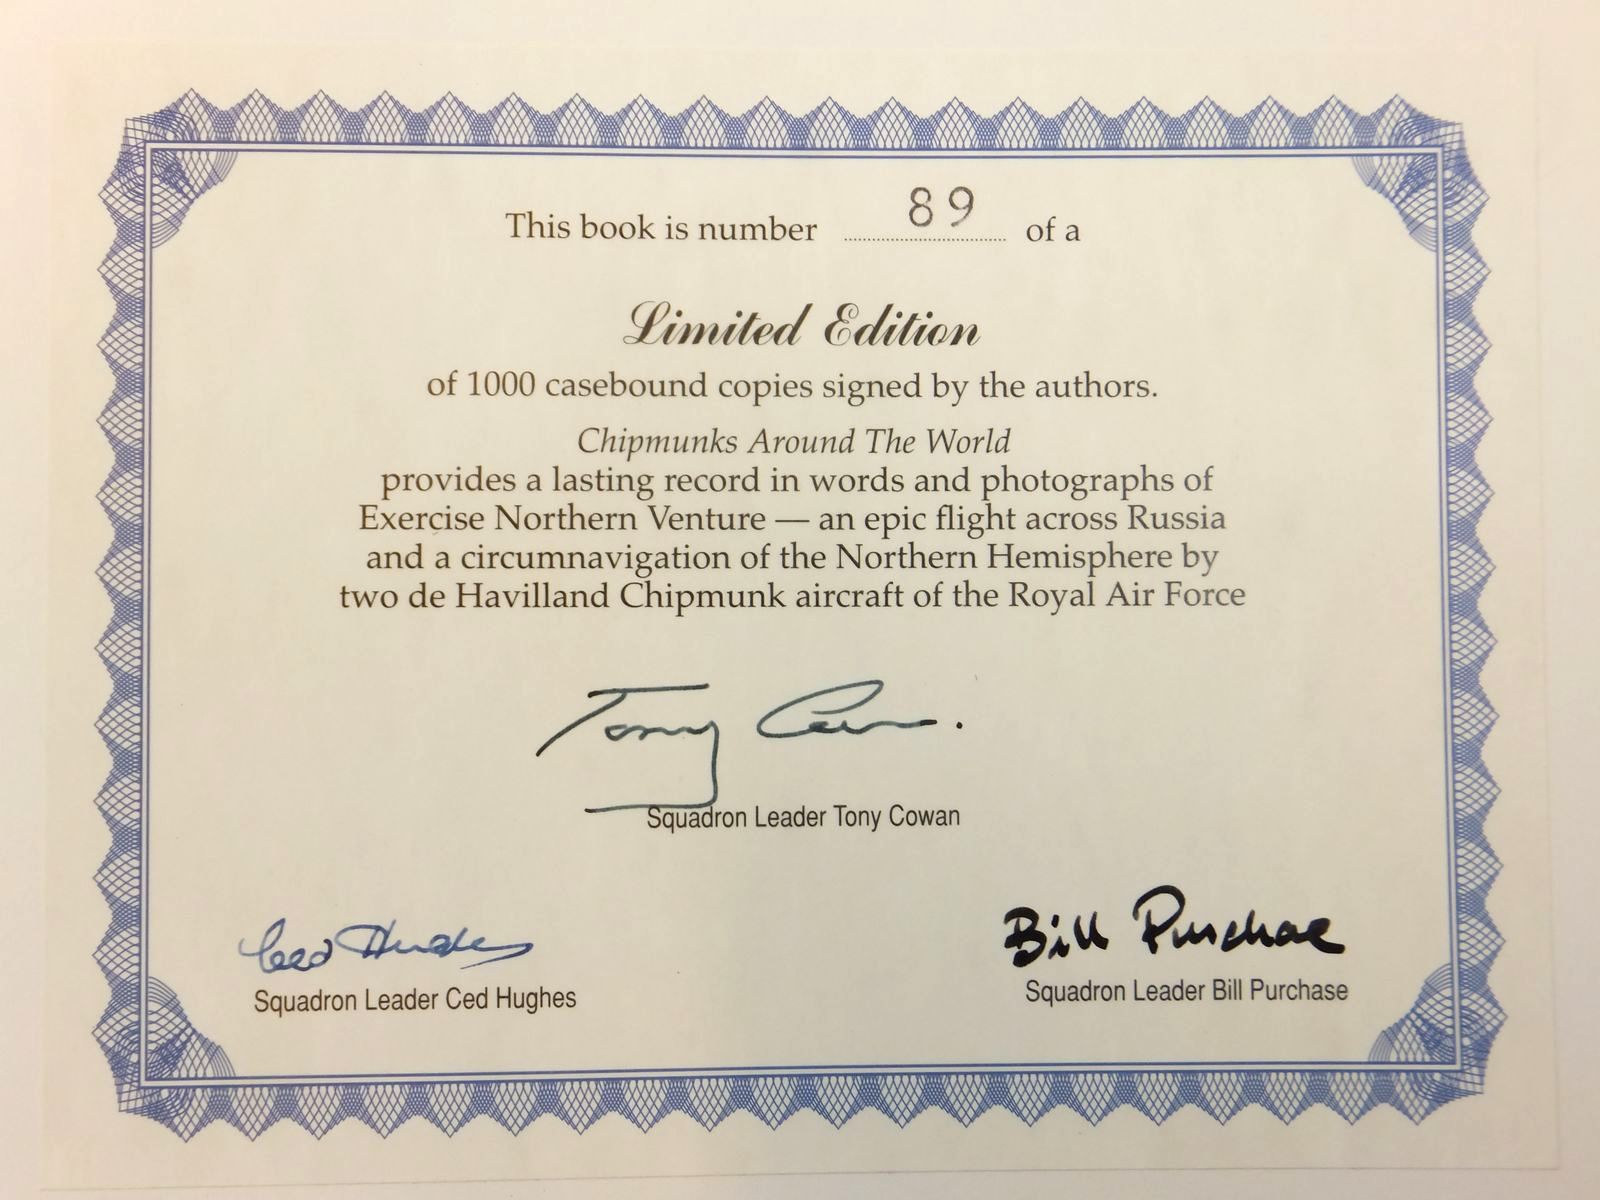 This book is number 89 of a
Limited Edition
of 1000 casebound copies signed by the authors.
Chipmunks Around The World
provides a lasting record in words and photographs of
Exercise Northern Venture — an epic flight across Russia
and a circumnavigation of the Northern Hemisphere by
two de Havilland Chipmunk aircraft of the Royal Air Force
Tony Cowan.
Squadron Leader Tony Cowan
Ced Hughes
Squadron Leader Ced Hughes
Bill Purchase
Squadron Leader Bill Purchase